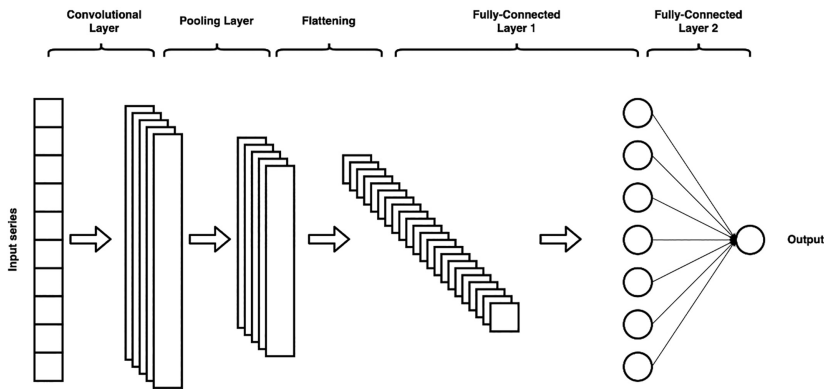 Convolutional
Layer
Pooling Layer
Flattening
Fully-Connected
Layer 1
Fully-Connected
Layer 2
Input series
Output